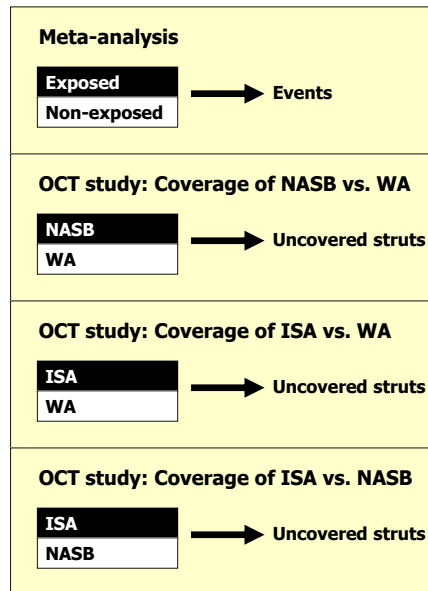 Meta-analysis
Exposed
Non-exposed
Events
OCT study: Coverage of NASB vs. WA
NASB
WA
Uncovered struts
OCT study: Coverage of ISA vs. WA
ISA
WA
Uncovered struts
OCT study: Coverage of ISA vs. NASB
ISA
NASB
Uncovered struts